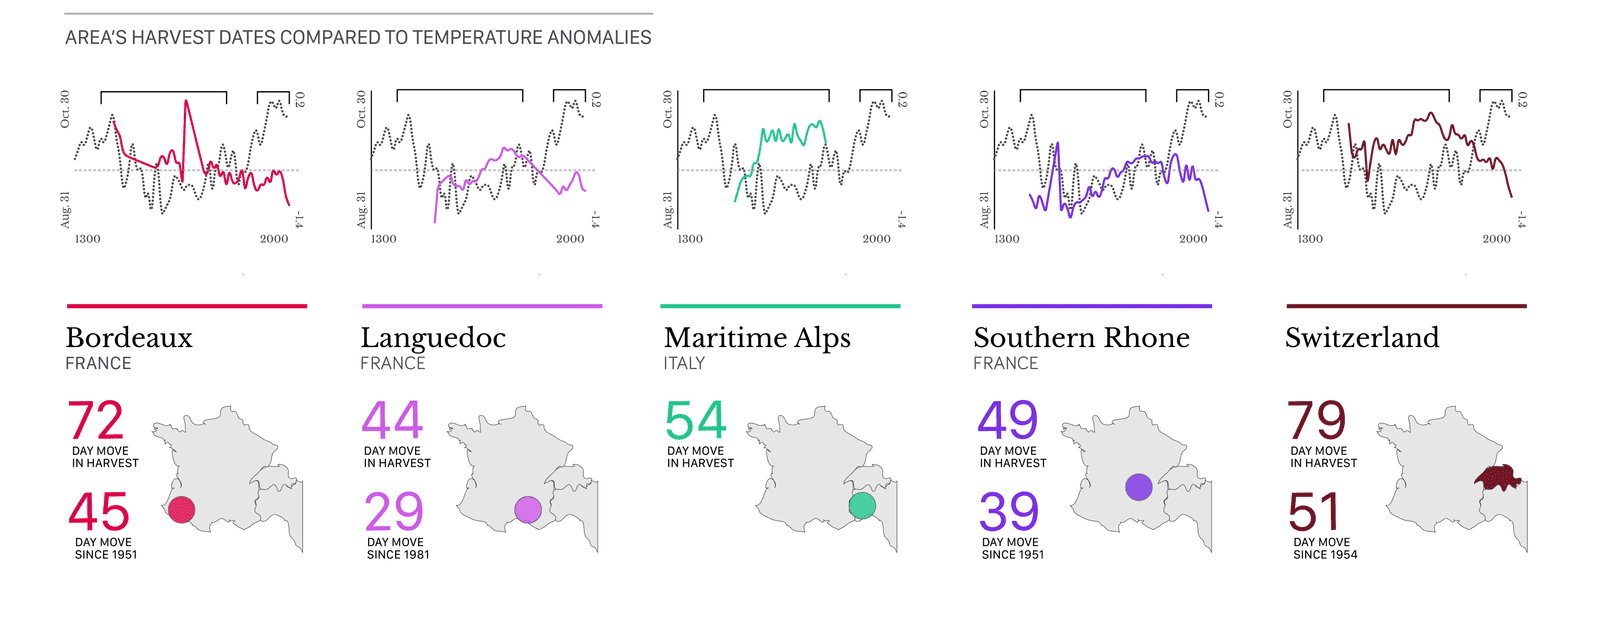 AREA'S HARVEST DATES COMPARED TO TEMPERATURE ANOMALIES
Oct. 30
Aug. 31
0.2
-1.4
1300
2000
Oct. 30
Aug. 31
0.2
-1.4
1300
2000
Oct. 30
Aug. 31
0.2
-1.4
1300
2000
Oct. 30
Aug. 31
0.2
-1.4
1300
2000
Oct. 30
Aug. 31
0.2
-1.4
1300
2000
Bordeaux
FRANCE
72
DAY MOVE
IN HARVEST
45
DAY MOVE
SINCE 1951
Languedoc
FRANCE
44
DAY MOVE
IN HARVEST
29
DAY MOVE
SINCE 1981
Maritime Alps
ITALY
54
DAY MOVE
IN HARVEST
Southern Rhone
FRANCE
49
DAY MOVE
IN HARVEST
39
DAY MOVE
SINCE 1951
Switzerland
79
DAY MOVE
IN HARVEST
51
DAY MOVE
SINCE 1954